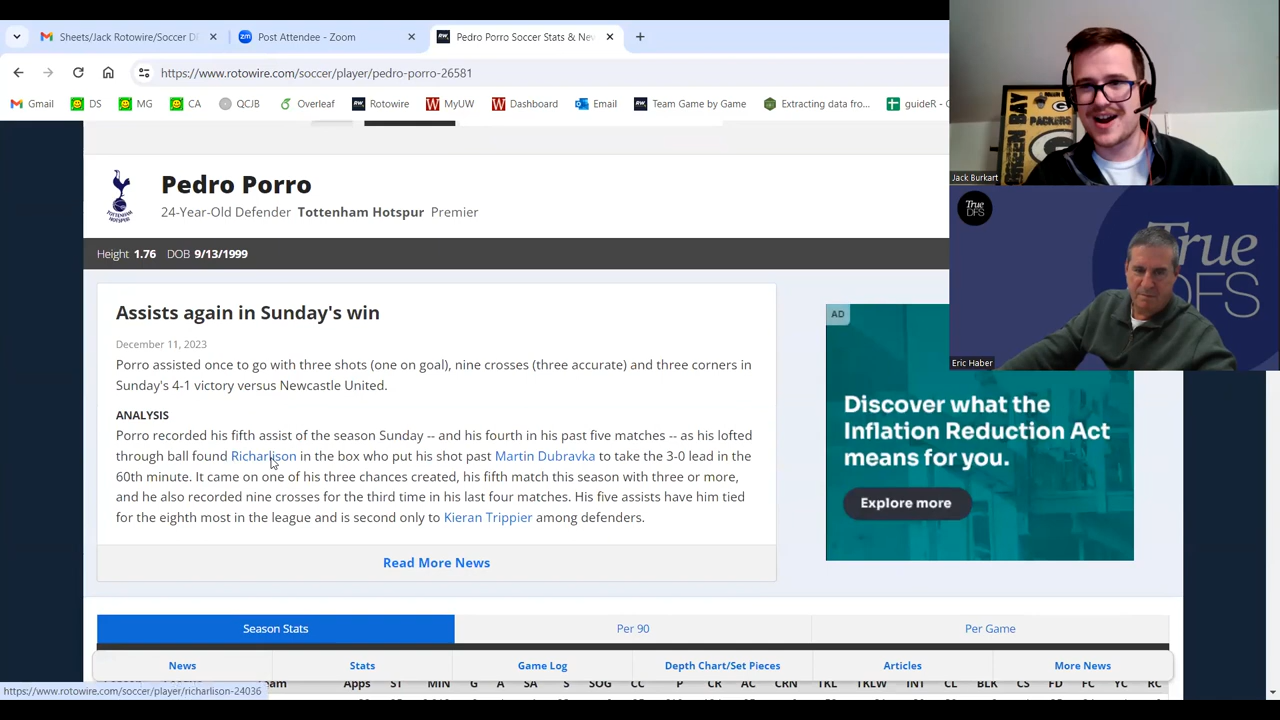 Sheets/Jack Rotowire/Soccer D
Post Attendee - Zoom
Pedro Porro Soccer Stats & Ne
https://www.rotowire.com/soccer/player/pedro-porro-26581
Gmail
DS
MG
CA
QCJB
Overleaf
Rotowire
MyUW
Dashboard
Email
Team Game by Game
Extracting data fro...
guideR - G
GREEN BAY
PACKERS
Jack Burkart
True
DFS
True
DFS
Eric Haber
Pedro Porro
24-Year-Old Defender Tottenham Hotspur Premier
TOTTENHAM
HOTSPUR
Height 1.76 DOB 9/13/1999
Assists again in Sunday's win
December 11, 2023
Porro assisted once to go with three shots (one on goal), nine crosses (three accurate) and three corners in
Sunday's 4-1 victory versus Newcastle United.
ANALYSIS
Porro recorded his fifth assist of the season Sunday -- and his fourth in his past five matches -- as his lofted
through ball found Richarlison in the box who put his shot past Martin Dubravka to take the 3-0 lead in the
60th minute. It came on one of his three chances created, his fifth match this season with three or more,
and he also recorded nine crosses for the third time in his last four matches. His five assists have him tied
for the eighth most in the league and is second only to Kieran Trippier among defenders.
Read More News
AD
Discover what the
Inflation Reduction Act
means for you.
Explore more
Season Stats
Per 90
Per Game
News
Stats
Game Log
Depth Chart/Set Pieces
Articles
More News
Apps ST MIN G A SA S SOG CC P CR AC CRN TKL TKLW INT CL BLK CS FD FC YC RC
https://www.rotowire.com/soccer/player/richarlison-24036